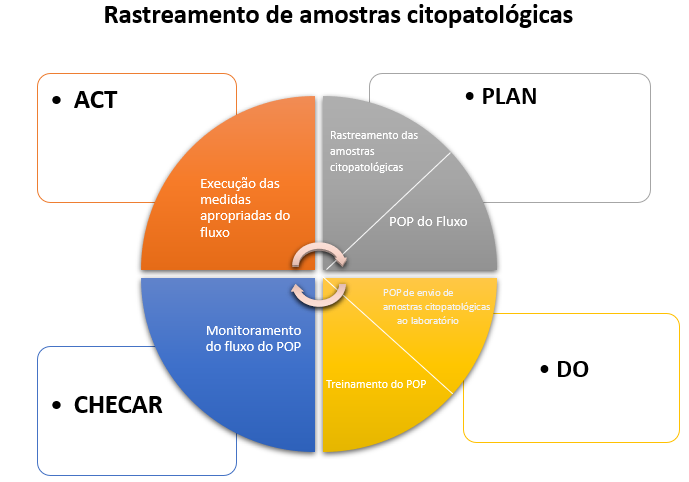 Rastreamento de amostras citopatológicas
• ACT
• PLAN
Rastreamento das
amostras
citopatológicas
Execução das
medidas
apropriadas do
fluxo
POP do Fluxo
POP de envio de
amostras citopatológicas
ao laboratório
Monitoramento
do fluxo do POP
Treinamento do POP
• DO
• CHECAR